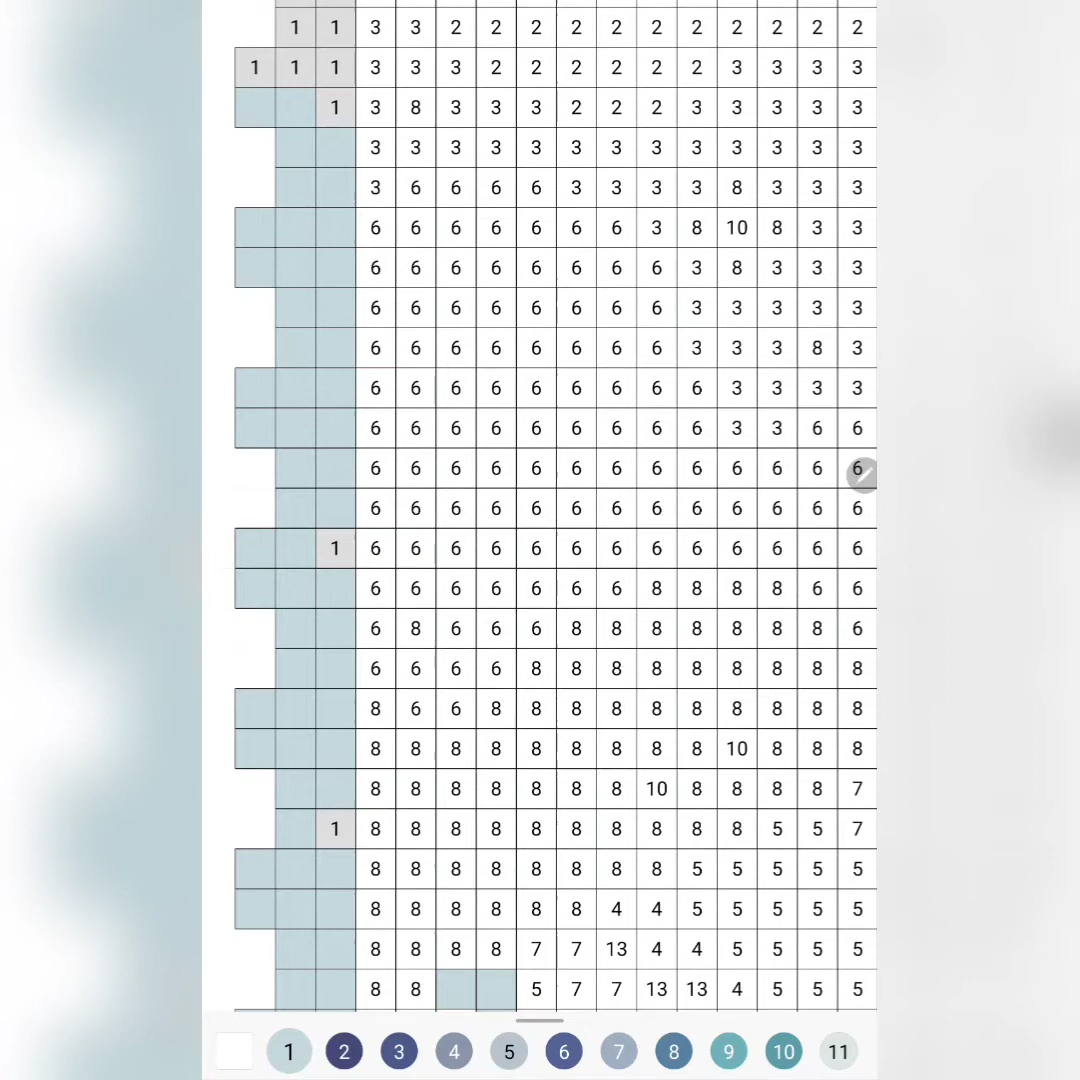 1 1 3 3 2 2 2 2 2 2 2 2 2 2 2
1 1 1 3 3 3 2 2 2 2 2 2 3 3 3 3
1 3 8 3 3 3 2 2 2 3 3 3 3 3
3 3 3 3 3 3 3 3 3 3 3 3 3
3 6 6 6 6 3 3 3 3 8 3 3 3
6 6 6 6 6 6 6 3 8 10 8 3 3
6 6 6 6 6 6 6 6 3 8 3 3 3
6 6 6 6 6 6 6 6 3 3 3 3 3
6 6 6 6 6 6 6 6 3 3 3 8 3
6 6 6 6 6 6 6 6 6 3 3 3 3
6 6 6 6 6 6 6 6 6 3 3 6 6
6 6 6 6 6 6 6 6 6 6 6 6 6
6 6 6 6 6 6 6 6 6 6 6 6 6
1 6 6 6 6 6 6 6 6 6 6 6 6 6
6 6 6 6 6 6 6 8 8 8 8 6 6
6 8 6 6 6 8 8 8 8 8 8 8 6
6 6 6 6 8 8 8 8 8 8 8 8 8
8 6 6 8 8 8 8 8 8 8 8 8 8
8 8 8 8 8 8 8 8 8 10 8 8 8
8 8 8 8 8 8 8 10 8 8 8 8 7
1 8 8 8 8 8 8 8 8 8 8 5 5 7
8 8 8 8 8 8 8 8 5 5 5 5 5
8 8 8 8 8 8 4 4 5 5 5 5 5
8 8 8 8 7 7 13 4 4 5 5 5 5
8 8 5 7 7 13 13 4 5 5 5
1 2 3 4 5 6 7 8 9 10 11